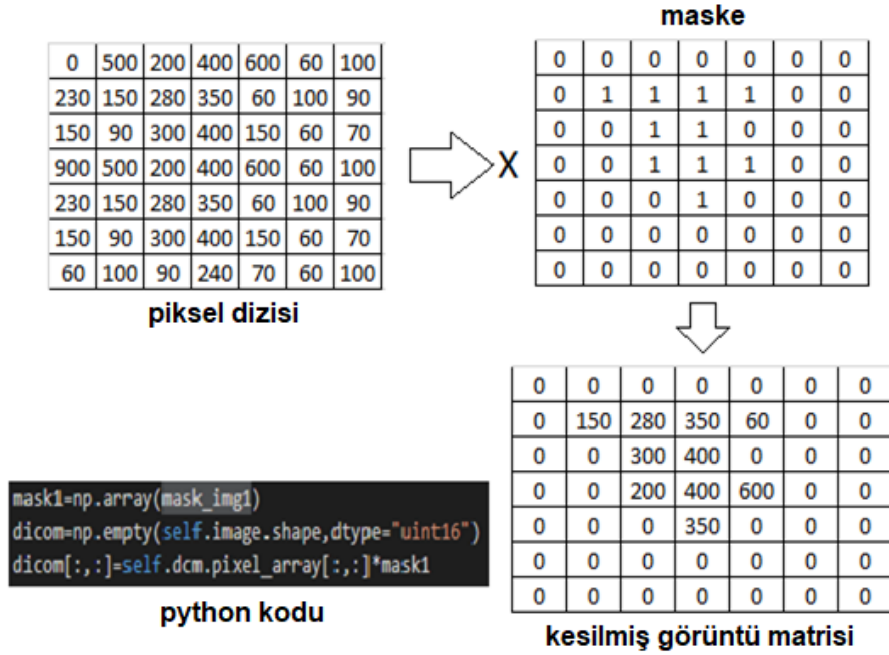 maske
0 500 200 400 600 60 100
230 150 280 350 60 100 90
150 90 300 400 150 60 70
900 500 200 400 600 60 100
230 150 280 350 60 100 90
150 90 300 400 150 60 70
60 100 90 240 70 60 100
piksel dizisi
X
0 0 0 0 0 0 0
0 1 1 1 1 0 0
0 0 1 1 0 0 0
0 0 1 1 1 0 0
0 0 0 1 0 0 0
0 0 0 0 0 0 0
0 0 0 0 0 0 0
0 0 0 0 0 0 0
0 150 280 350 60 0 0
0 0 300 400 0 0 0
0 0 200 400 600 0 0
0 0 0 350 0 0 0
0 0 0 0 0 0 0
0 0 0 0 0 0 0
kesilmiş görüntü matrisi
mask1=np.array(mask_img1)
dicom=np.empty(self.image.shape,dtype="uint16")
dicom[:,:]=self.dcm.pixel_array[:,:]*mask1
python kodu